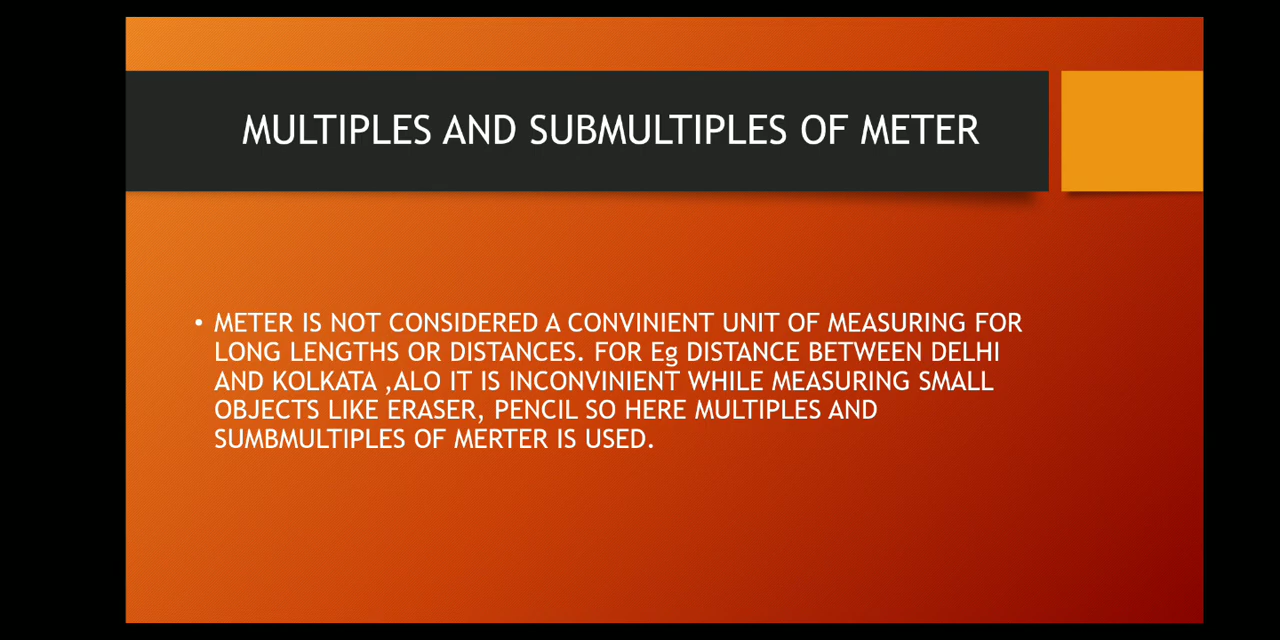 MULTIPLES AND SUBMULTIPLES OF METER
• METER IS NOT CONSIDERED A CONVINIENT UNIT OF MEASURING FOR
LONG LENGTHS OR DISTANCES. FOR Eg DISTANCE BETWEEN DELHI
AND KOLKATA ,ALO IT IS INCONVINIENT WHILE MEASURING SMALL
OBJECTS LIKE ERASER, PENCIL SO HERE MULTIPLES AND
SUMBMULTIPLES OF MERTER IS USED.